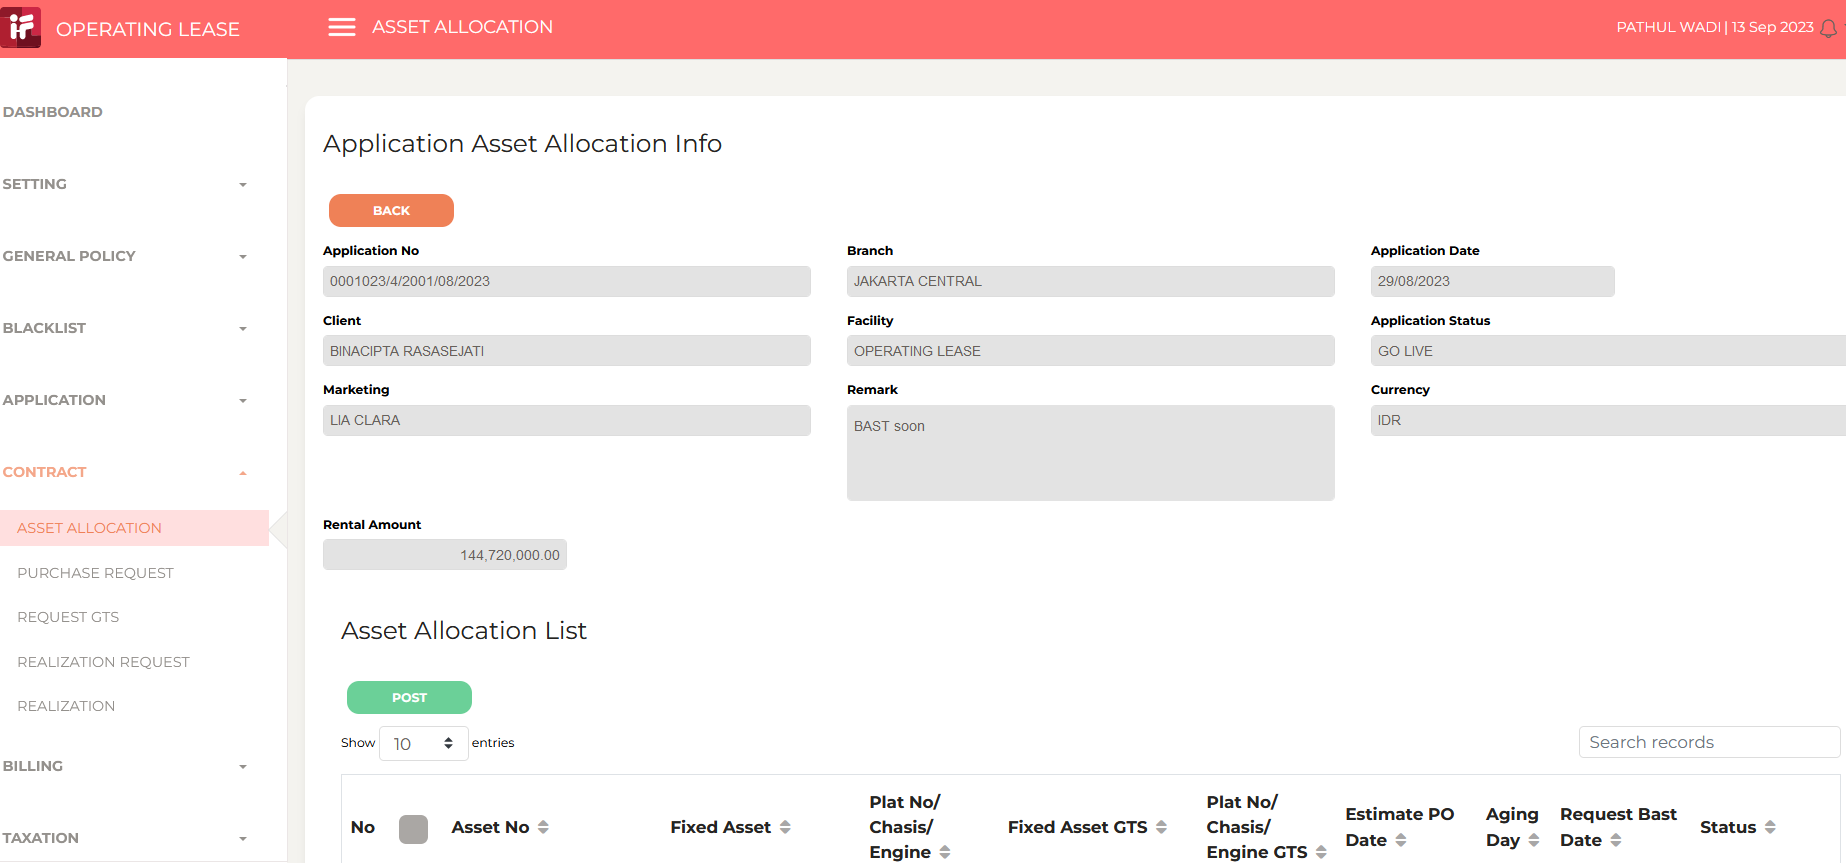 iF OPERATING LEASE
ASSET ALLOCATION
PATHUL WADI | 13 Sep 2023
DASHBOARD
SETTING
GENERAL POLICY
BLACKLIST
APPLICATION
CONTRACT
ASSET ALLOCATION
PURCHASE REQUEST
REQUEST GTS
REALIZATION REQUEST
REALIZATION
BILLING
TAXATION
Application Asset Allocation Info
BACK
Application No
0001023/4/2001/08/2023
Branch
JAKARTA CENTRAL
Application Date
29/08/2023
Client
BINACIPTA RASASEJATI
Facility
OPERATING LEASE
Application Status
GO LIVE
Marketing
LIA CLARA
Remark
BAST soon
Currency
IDR
Rental Amount
144,720,000.00
Asset Allocation List
POST
Show 10 entries
Search records
No
Asset No
Fixed Asset
Plat No/
Chasis/
Engine
Fixed Asset GTS
Plat No/
Chasis/
Engine GTS
Estimate PO
Date
Aging
Day
Request Bast
Date
Status